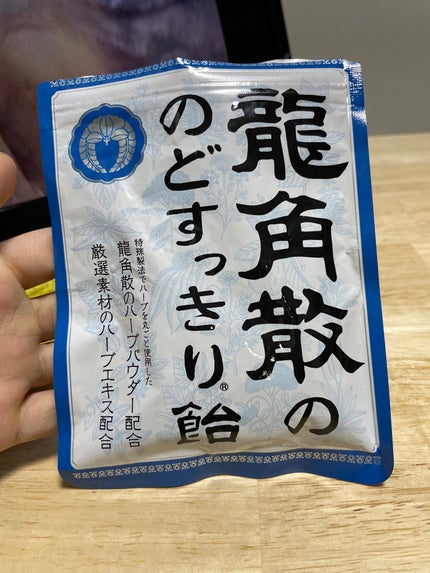 龍角散の
のどすっきり飴®
特殊製法でハーブを丸ごと使用した
龍角散のハーブパウダー配合
厳選素材のハーブエキス配合